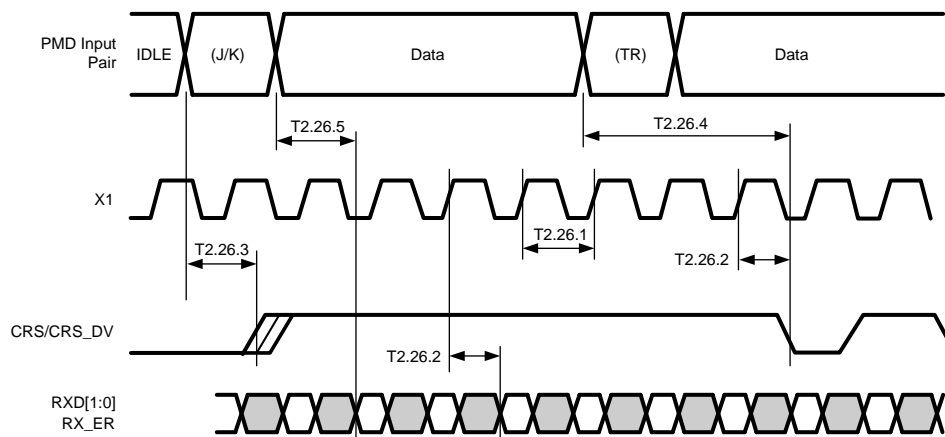 PMD Input
Pair
IDLE
(J/K)
Data
(TR)
Data
T2.26.5
T2.26.4
X1
T2.26.3
T2.26.1
T2.26.2
CRS/CRS_DV
T2.26.2
RXD[1:0]
RX_ER